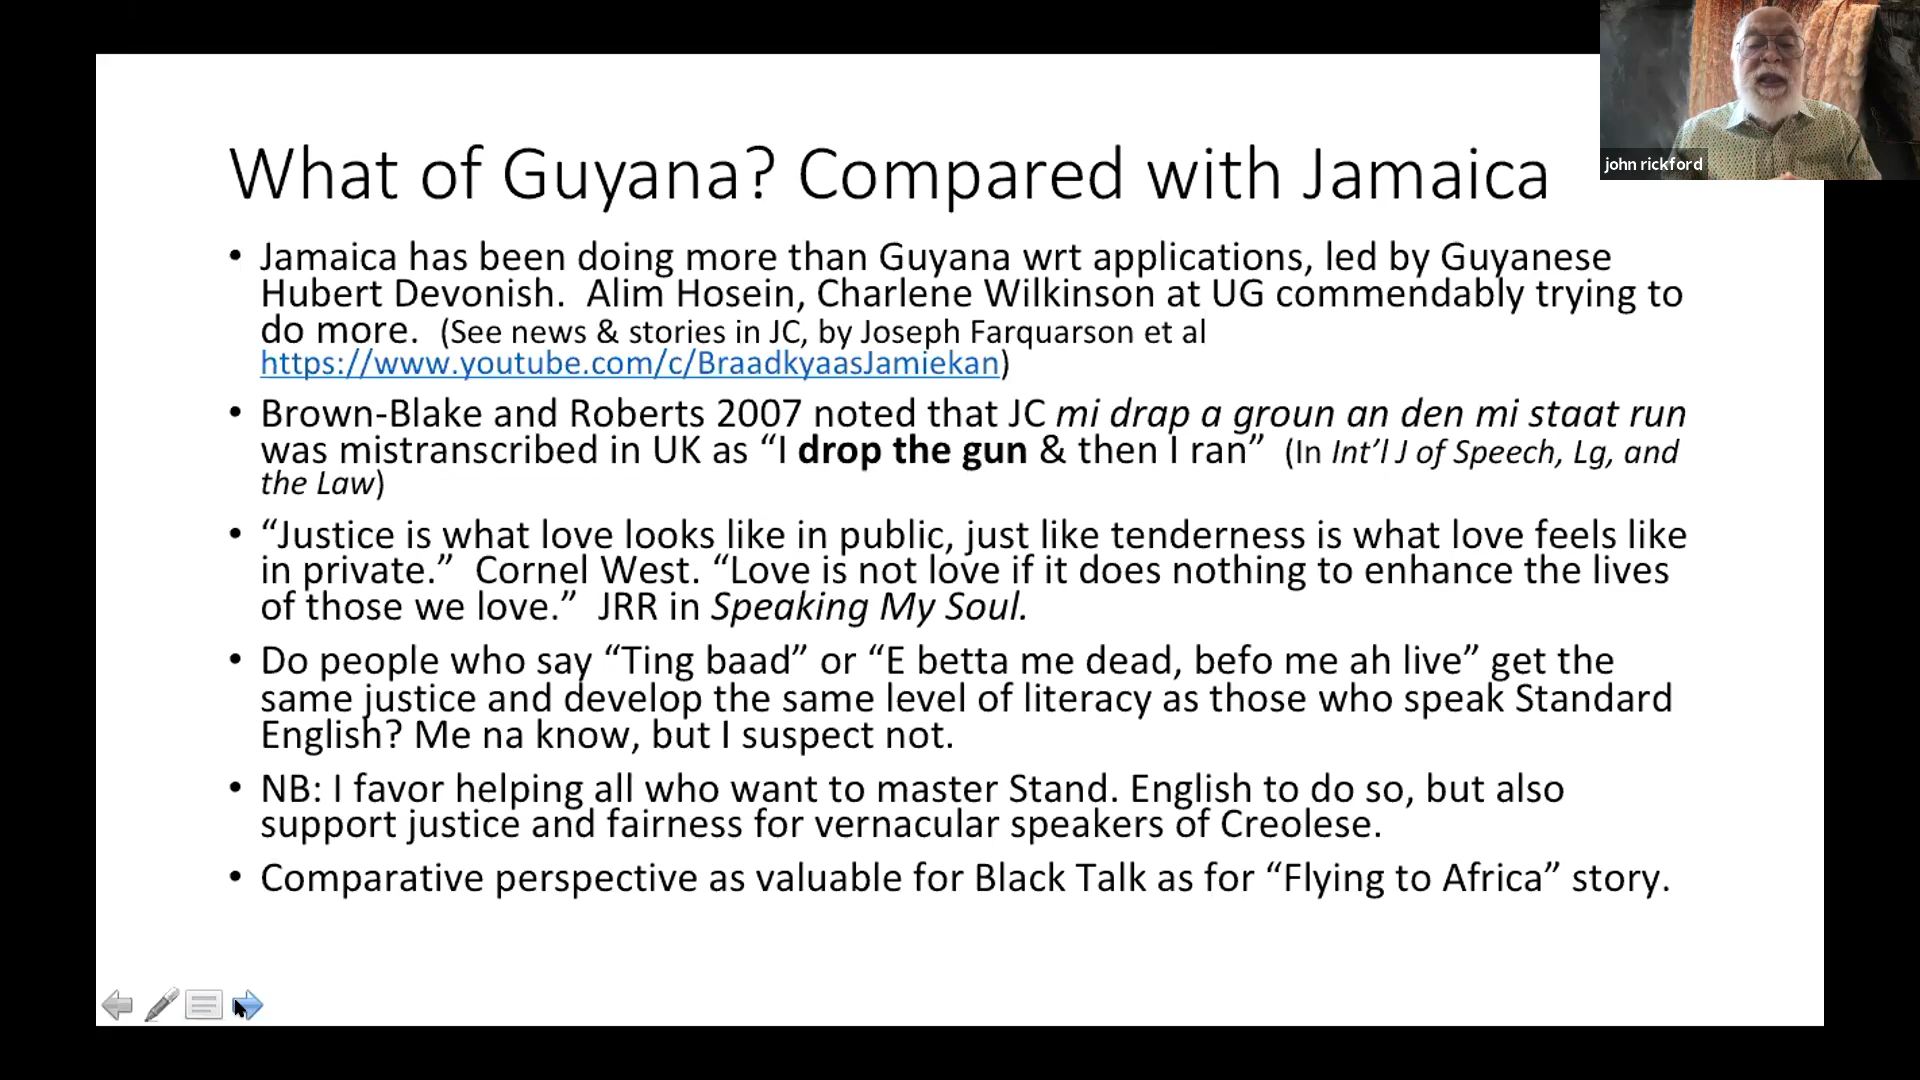 What of Guyana? Compared with Jamaica
john rickford
• Jamaica has been doing more than Guyana wrt applications, led by Guyanese
Hubert Devonish.  Alim Hosein, Charlene Wilkinson at UG commendably trying to
do more.  (See news & stories in JC, by Joseph Farquarson et al
https://www.youtube.com/c/BraadkyaasJamiekan)
• Brown-Blake and Roberts 2007 noted that JC mi drap a groun an den mi staat run
was mistranscribed in UK as “I drop the gun & then I ran”  (In Int’l J of Speech, Lg, and
the Law)
• “Justice is what love looks like in public, just like tenderness is what love feels like
in private.”  Cornel West. “Love is not love if it does nothing to enhance the lives
of those we love.”  JRR in Speaking My Soul.
• Do people who say “Ting baad” or “E betta me dead, befo me ah live” get the
same justice and develop the same level of literacy as those who speak Standard
English? Me na know, but I suspect not.
• NB: I favor helping all who want to master Stand. English to do so, but also
support justice and fairness for vernacular speakers of Creolese.
• Comparative perspective as valuable for Black Talk as for “Flying to Africa” story.